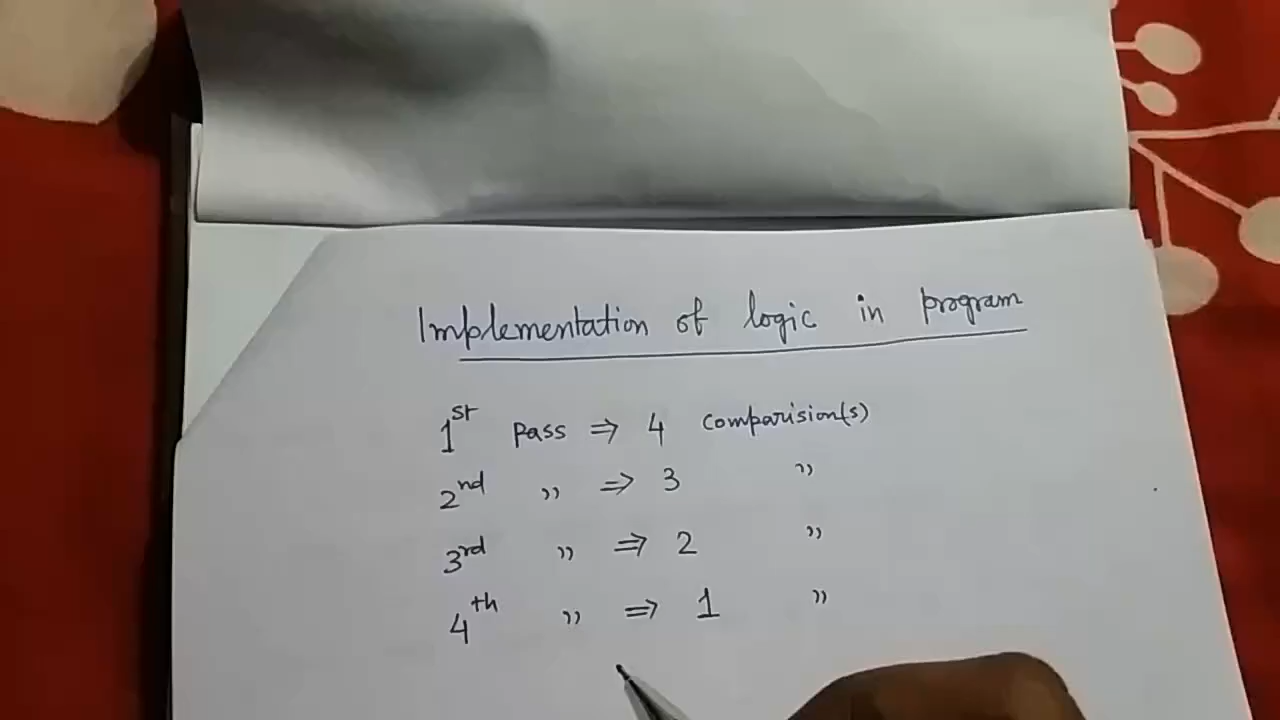 Implementation of logic in program
1st pass ⇒ 4 comparision(s)
2nd ,, ⇒ 3 ,,
3rd ,, ⇒ 2 ,,
4th ,, ⇒ 1 ,,